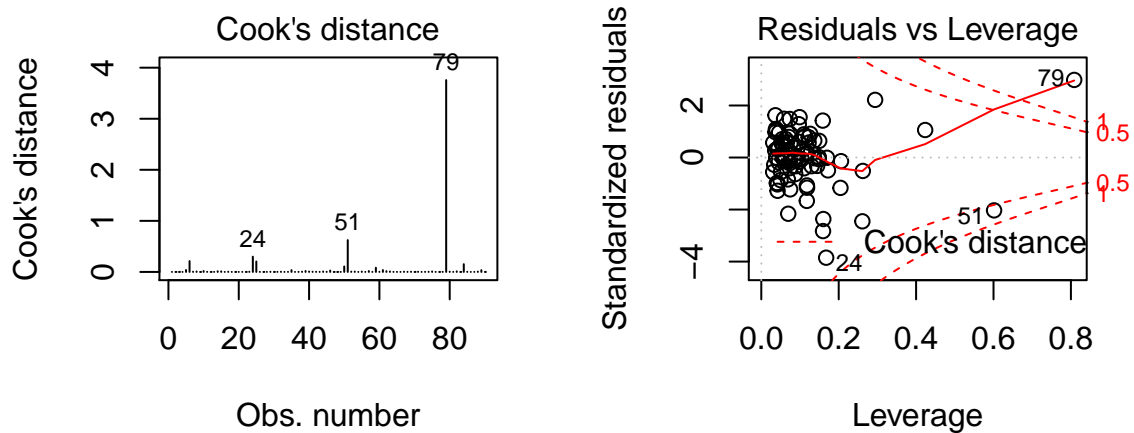 Cook's distance
Cook's distance
0 1 2 3 4
24
51
79
0 20 40 60 80
Obs. number
Residuals vs Leverage
Standardized residuals
−4 0 2
79
51
24
Cook's distance
1
0.5
0.5
1
0.0 0.2 0.4 0.6 0.8
Leverage